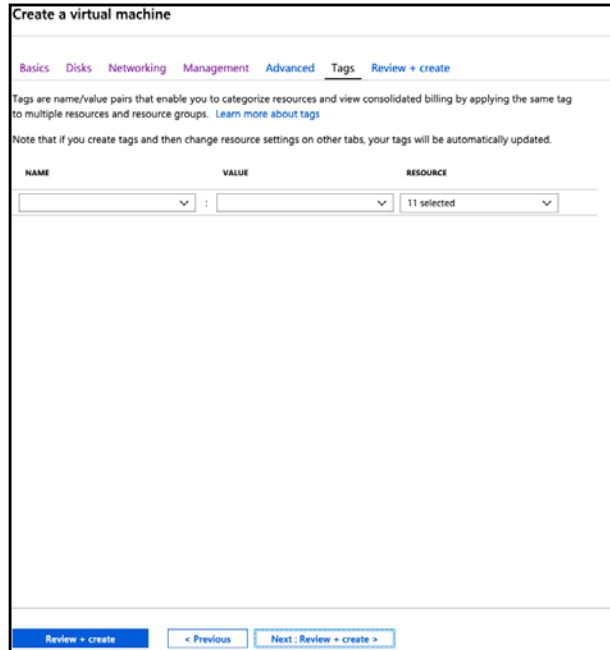 Create a virtual machine
Basics Disks Networking Management Advanced Tags Review + create
Tags are name/value pairs that enable you to categorize resources and view consolidated billing by applying the same tag
to multiple resources and resource groups. Learn more about tags
Note that if you create tags and then change resource settings on other tabs, your tags will be automatically updated.
NAME VALUE RESOURCE
: 11 selected
Review + create < Previous Next : Review + create >